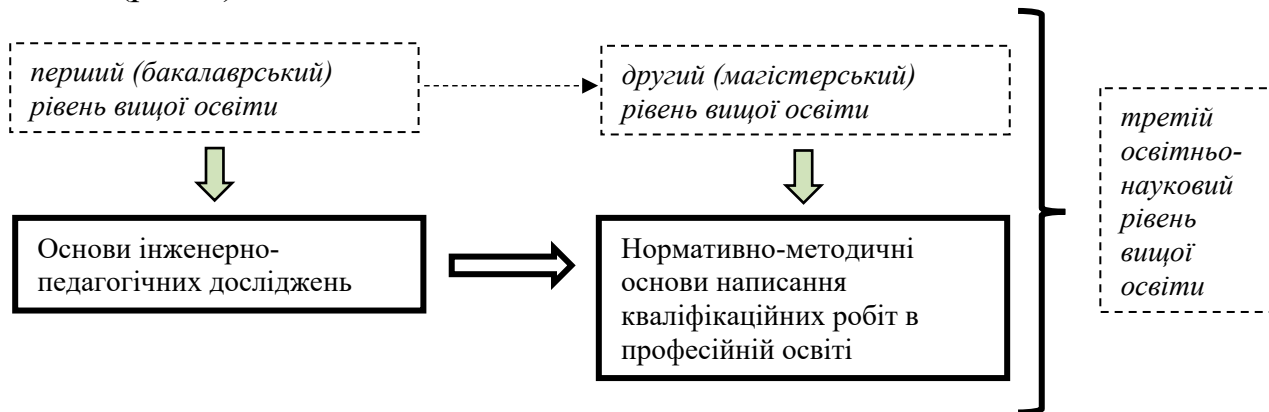 перший (бакалаврський)
рівень вищої освіти
другий (магістерський)
рівень вищої освіти
третій
освітньо-
науковий
рівень
вищої
освіти
Основи інженерно-
педагогічних досліджень
Нормативно-методичні
основи написання
кваліфікаційних робіт в
професійній освіті